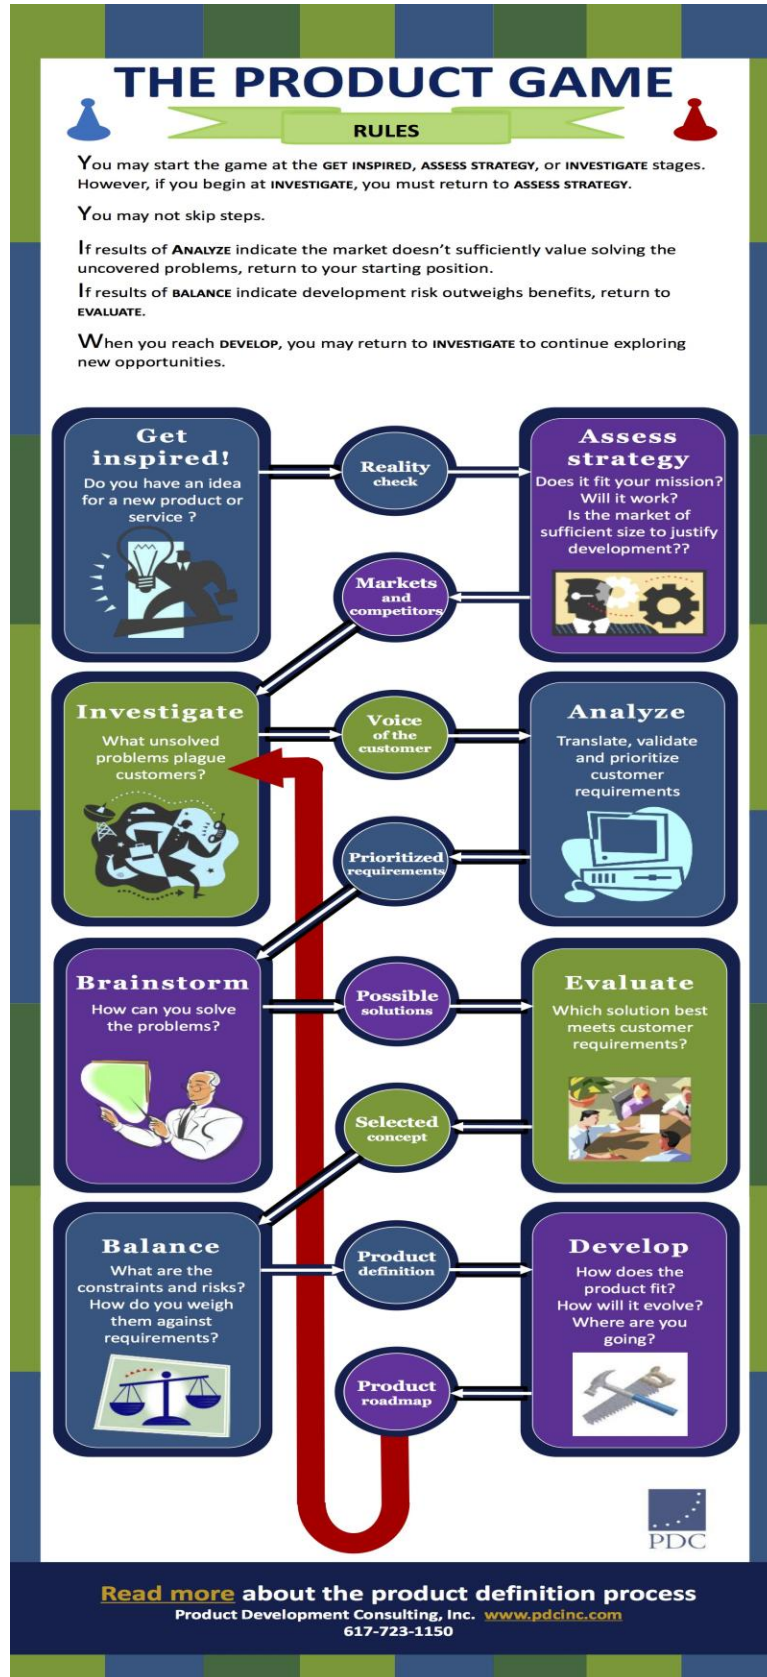 THE PRODUCT GAME
RULES
You may start the game at the GET INSPIRED, ASSESS STRATEGY, or INVESTIGATE stages.
However, if you begin at INVESTIGATE, you must return to ASSESS STRATEGY.
You may not skip steps.
If results of ANALYZE indicate the market doesn't sufficiently value solving the
uncovered problems, return to your starting position.
If results of BALANCE indicate development risk outweighs benefits, return to
EVALUATE.
When you reach DEVELOP, you may return to INVESTIGATE to continue exploring
new opportunities.
Get
inspired!
Do you have an idea
for a new product or
service ?
Reality
check
Assess
strategy
Does it fit your mission?
Will it work?
Is the market of
sufficient size to justify
development??
Markets
and
competitors
Investigate
What unsolved
problems plague
customers?
Voice
of the
customer
Analyze
Translate, validate
and prioritize
customer
requirements
Prioritized
requirements
Brainstorm
How can you solve
the problems?
Possible
solutions
Evaluate
Which solution best
meets customer
requirements?
Selected
concept
Balance
What are the
constraints and risks?
How do you weigh
them against
requirements?
Product
definition
Develop
How does the
product fit?
How will it evolve?
Where are you
going?
Product
roadmap
PDC
Read more about the product definition process
Product Development Consulting, Inc. www.pdcinc.com
617-723-1150